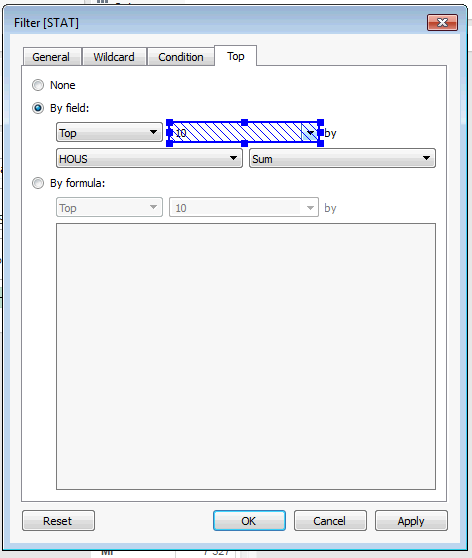 Filter [STAT]
General Wildcard Condition Top
None
By field:
Top 10 by
HOUS Sum
By formula:
Top 10 by
Reset OK Cancel Apply